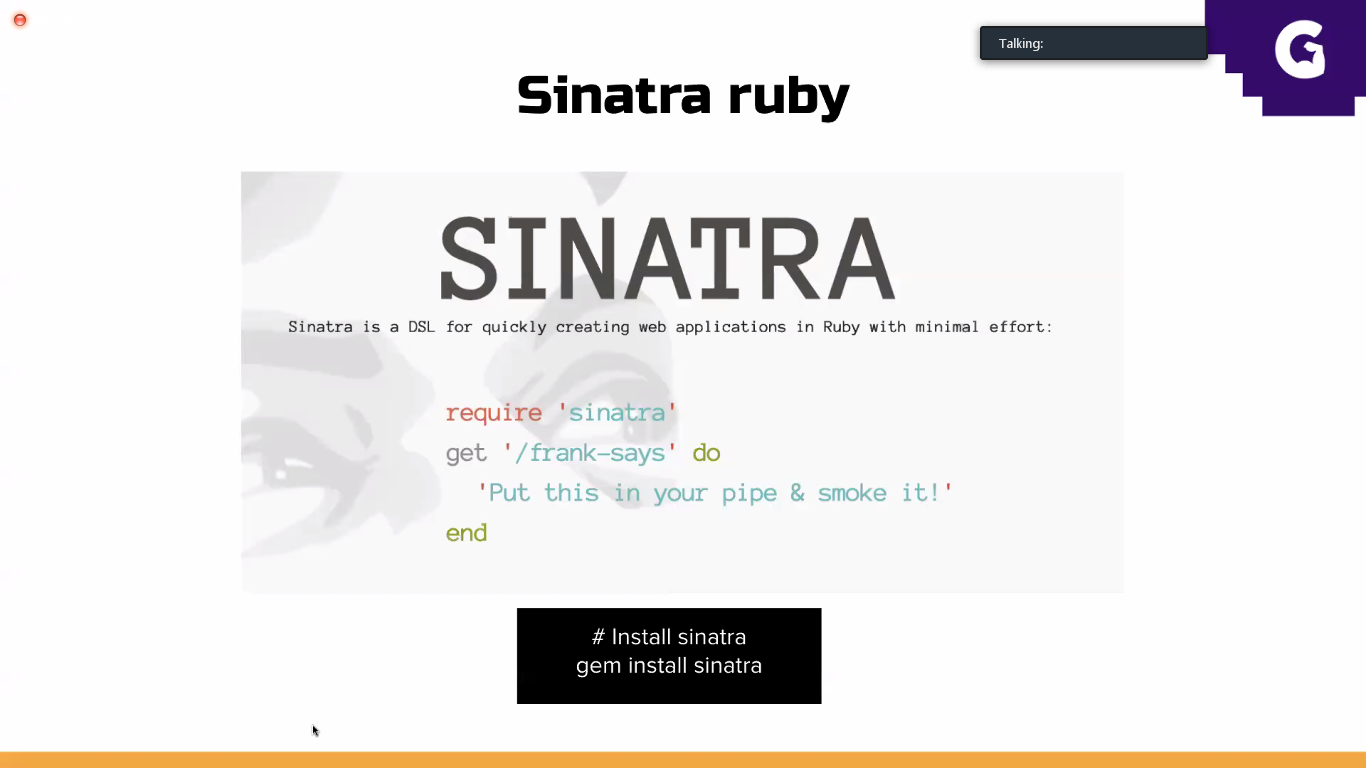 Talking:
G
Sinatra ruby
SINATRA
Sinatra is a DSL for quickly creating web applications in Ruby with minimal effort:
require 'sinatra'
get '/frank-says' do
'Put this in your pipe & smoke it!'
end
# Install sinatra
gem install sinatra